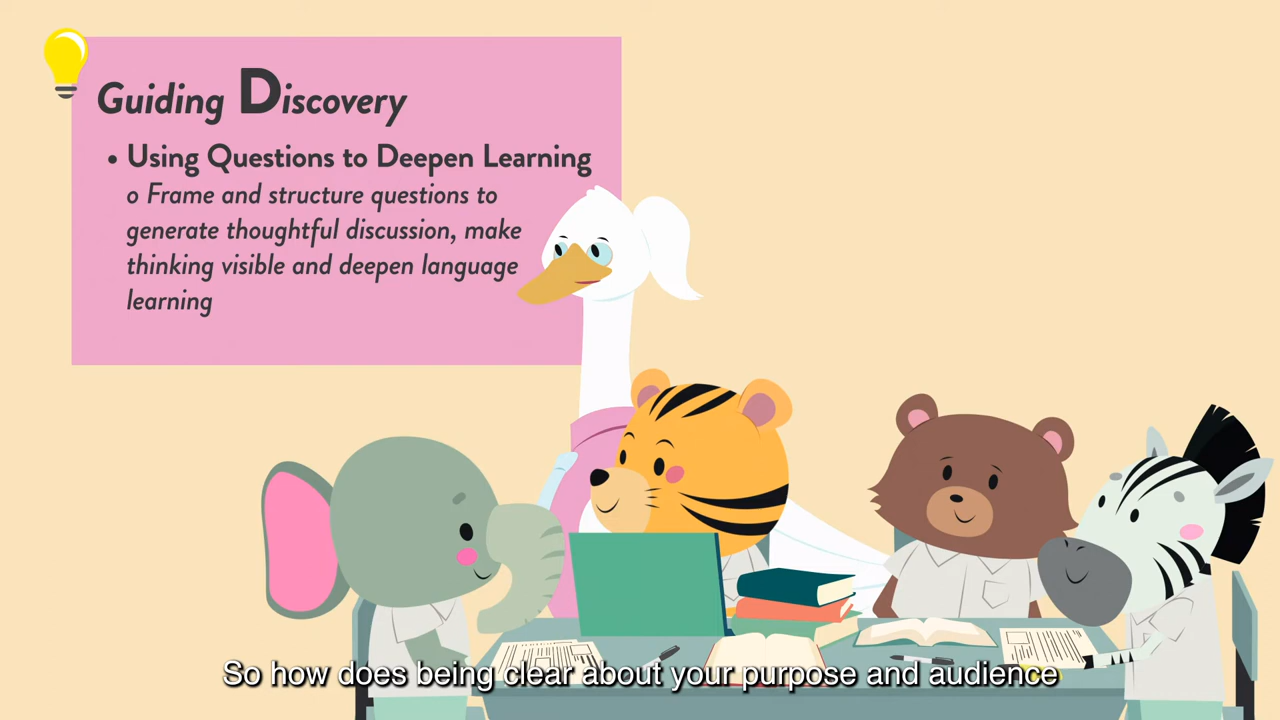 Guiding Discovery
• Using Questions to Deepen Learning
o Frame and structure questions to
generate thoughtful discussion, make
thinking visible and deepen language
learning
So how does being clear about your purpose and audience